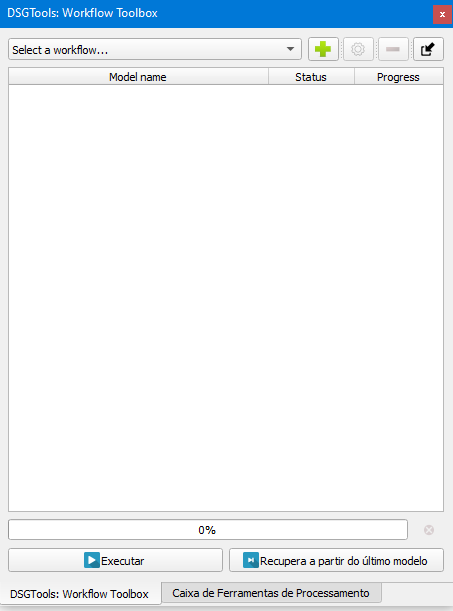 DSGTools: Workflow Toolbox
Select a workflow...
Model name Status Progress
0%
Executar Recupera a partir do último modelo
DSGTools: Workflow Toolbox Caixa de Ferramentas de Processamento